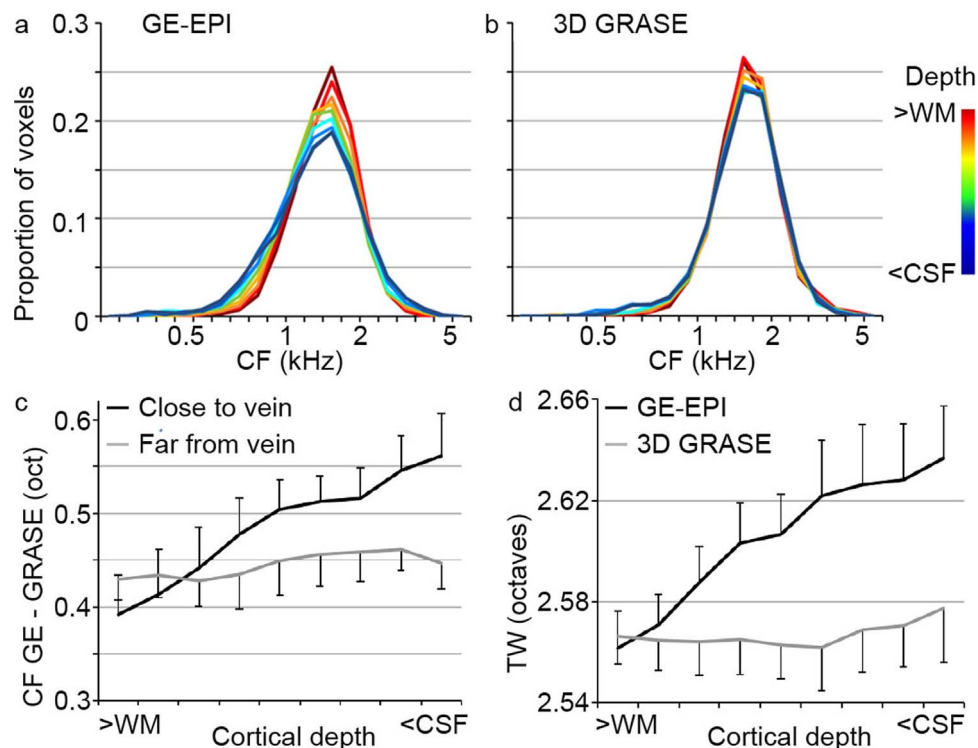 a GE-EPI
b 3D GRASE
0.3
0.2
0.1
0
Proportion of voxels
0.5 1 2 5
CF (kHz)
0.5 1 2 5
CF (kHz)
Depth
>WM
<CSF
c
Close to vein
Far from vein
0.6
0.5
0.4
0.3
CF GE - GRASE (oct)
>WM <CSF
Cortical depth
d
GE-EPI
3D GRASE
2.66
2.62
2.58
2.54
TW (octaves)
>WM <CSF
Cortical depth